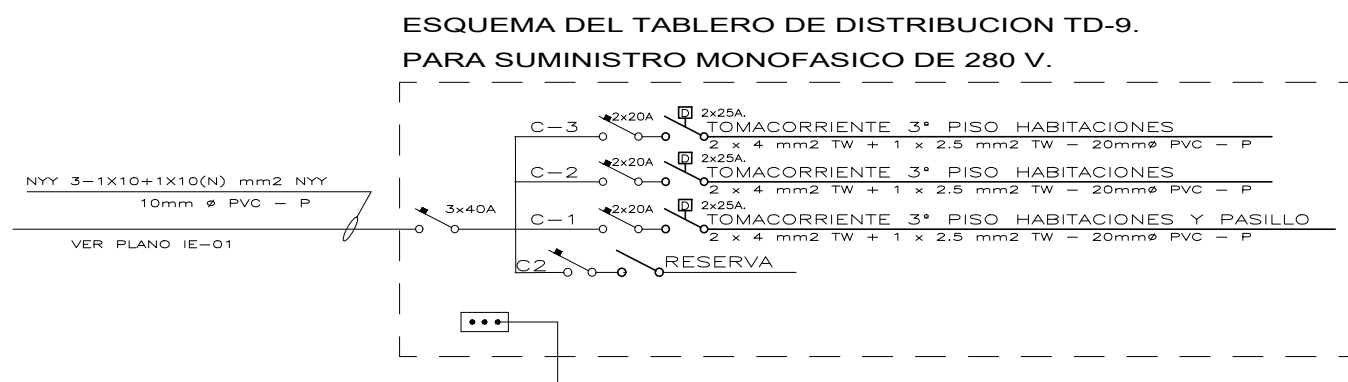 ESQUEMA DEL TABLERO DE DISTRIBUCION TD-9.
PARA SUMINISTRO MONOFASICO DE 280 V.
C-3 2x20A D 2x25A. TOMACORRIENTE 3º PISO HABITACIONES
2 x 4 mm2 TW + 1 x 2.5 mm2 TW - 20mmø PVC - P
C-2 2x20A D 2x25A. TOMACORRIENTE 3º PISO HABITACIONES
2 x 4 mm2 TW + 1 x 2.5 mm2 TW - 20mmø PVC - P
NYY 3-1X10+1X10(N) mm2 NYY
10mm ø PVC - P
3x40A
C-1 2x20A D 2x25A. TOMACORRIENTE 3º PISO HABITACIONES Y PASILLO
2 x 4 mm2 TW + 1 x 2.5 mm2 TW - 20mmø PVC - P
VER PLANO IE-01
C2 RESERVA